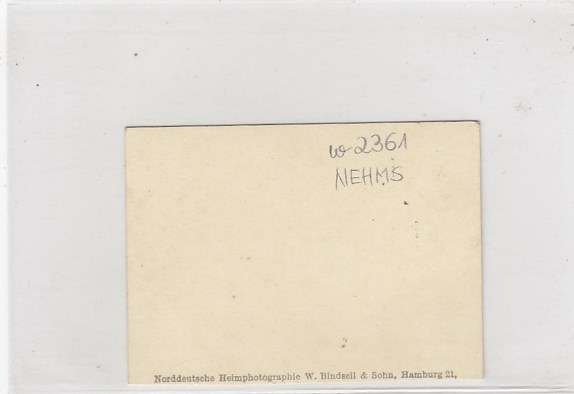 w 2361
NEHMS
Norddeutsche Heimphotographie W. Bindseil & Sohn, Hamburg 21,